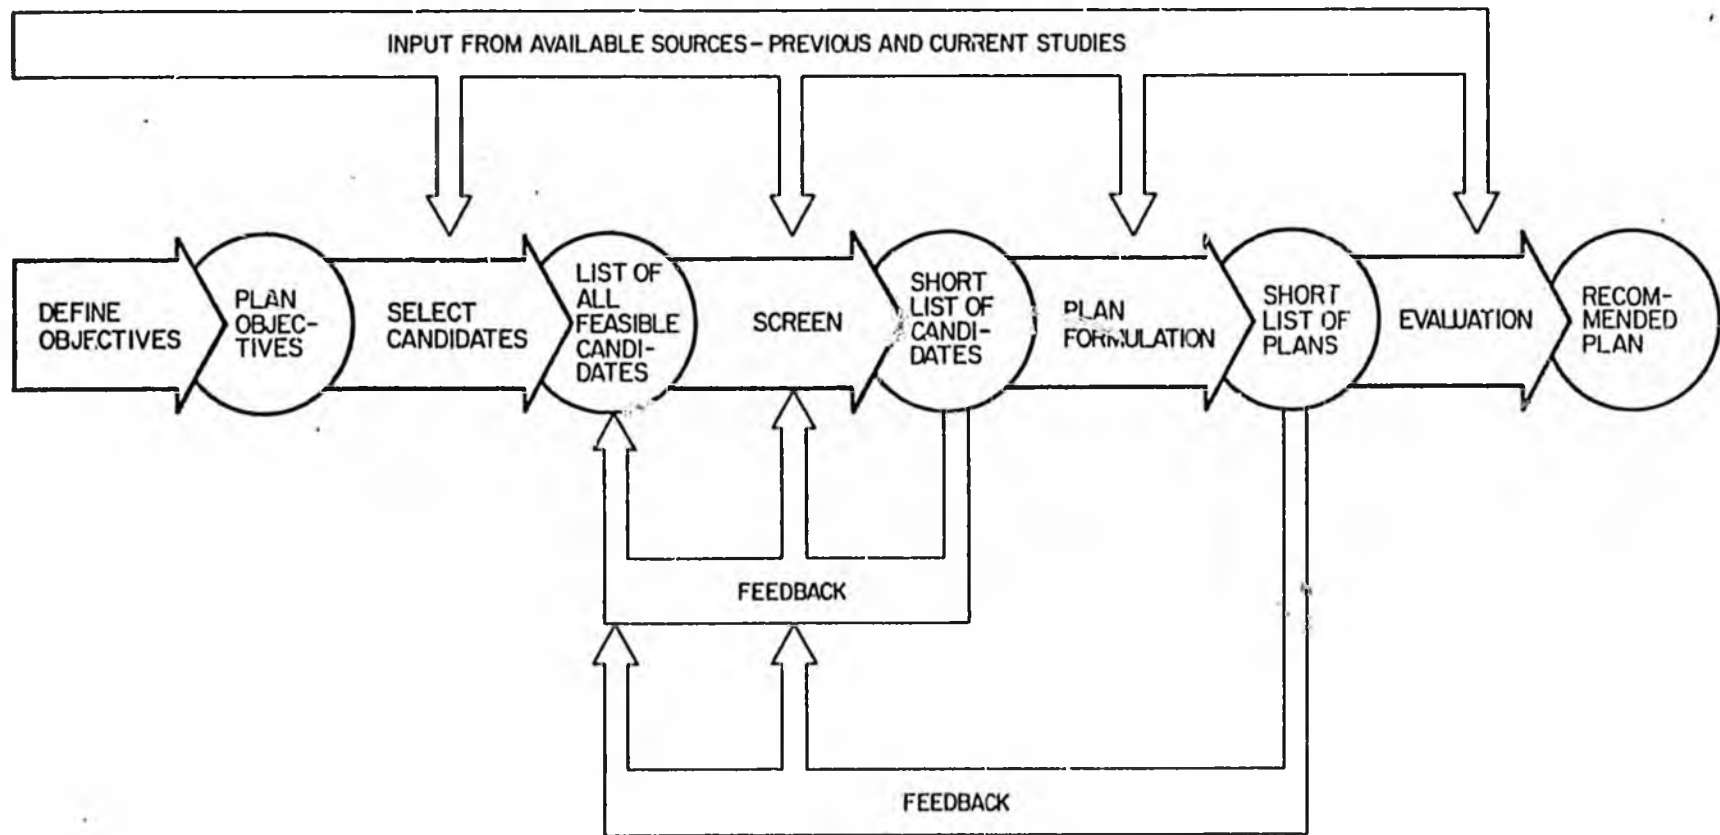 INPUT FROM AVAILABLE SOURCES - PREVIOUS AND CURRENT STUDIES
DEFINE
OBJECTIVES
PLAN
OBJEC-
TIVES
SELECT
CANDIDATES
LIST OF
ALL
FEASIBLE
CANDI-
DATES
SCREEN
SHORT
LIST OF
CANDI-
DATES
PLAN
FORMULATION
SHORT
LIST OF
PLANS
EVALUATION
RECOM-
MENDED
PLAN
FEEDBACK
FEEDBACK